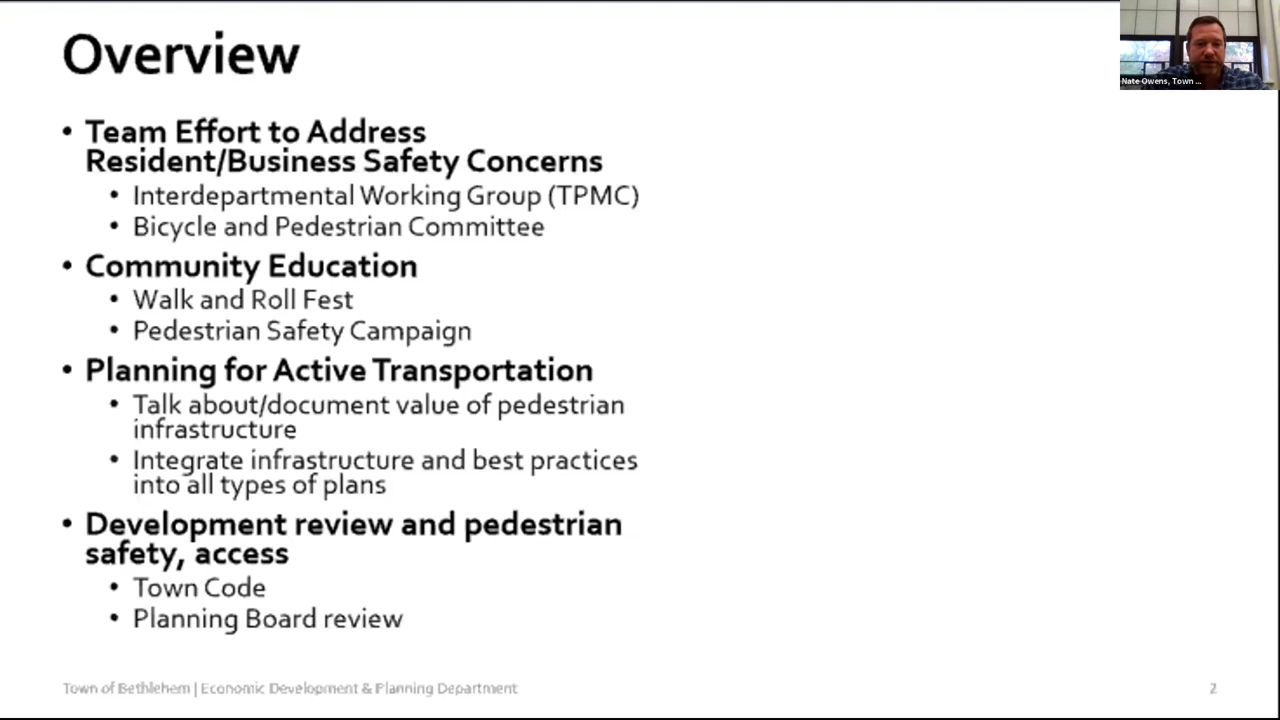 Overview
Nate Owens, Town ...
• Team Effort to Address
Resident/Business Safety Concerns
• Interdepartmental Working Group (TPMC)
• Bicycle and Pedestrian Committee
• Community Education
• Walk and Roll Fest
• Pedestrian Safety Campaign
• Planning for Active Transportation
• Talk about/document value of pedestrian
infrastructure
• Integrate infrastructure and best practices
into all types of plans
• Development review and pedestrian
safety, access
• Town Code
• Planning Board review
Town of Bethlehem | Economic Development & Planning Department
2